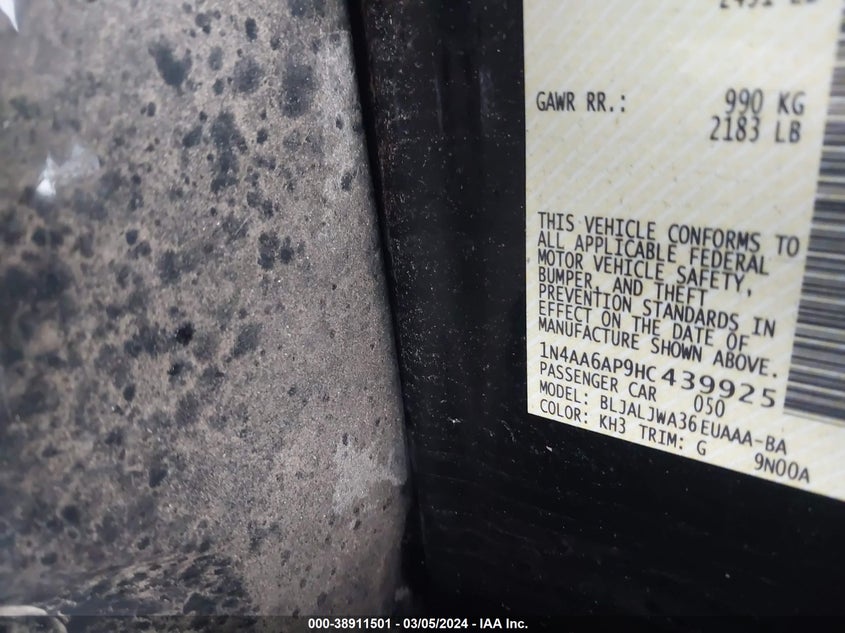 GAWR RR.: 990 KG
2183 LB
THIS VEHICLE CONFORMS TO
ALL APPLICABLE FEDERAL
MOTOR VEHICLE SAFETY,
BUMPER, AND THEFT
PREVENTION STANDARDS IN
EFFECT ON THE DATE OF
MANUFACTURE SHOWN ABOVE.
1N4AA6AP9HC439925
PASSENGER CAR 050
MODEL: BLJALJWA36EUAAA-BA
COLOR: KH3 TRIM: G 9N00A
000-38911501 - 03/05/2024 - IAA Inc.